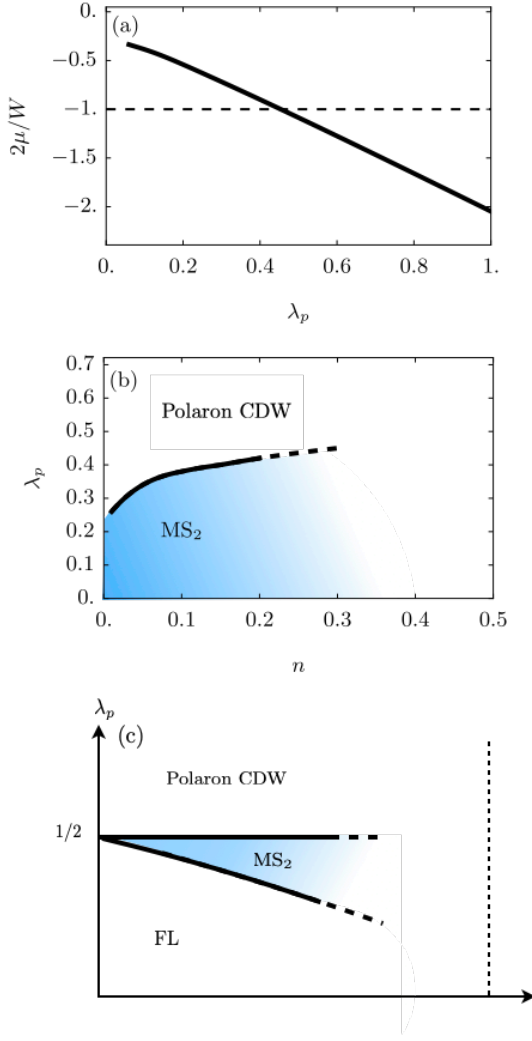 (a)
0.
−0.5
−1.
−1.5
−2.
2μ/W
0. 0.2 0.4 0.6 0.8 1.
λₚ
(b)
0.7
0.6
0.5
0.4
0.3
0.2
0.1
0.
λₚ
Polaron CDW
MS₂
0. 0.1 0.2 0.3 0.4 0.5
n
λₚ
(c)
Polaron CDW
1/2
MS₂
FL